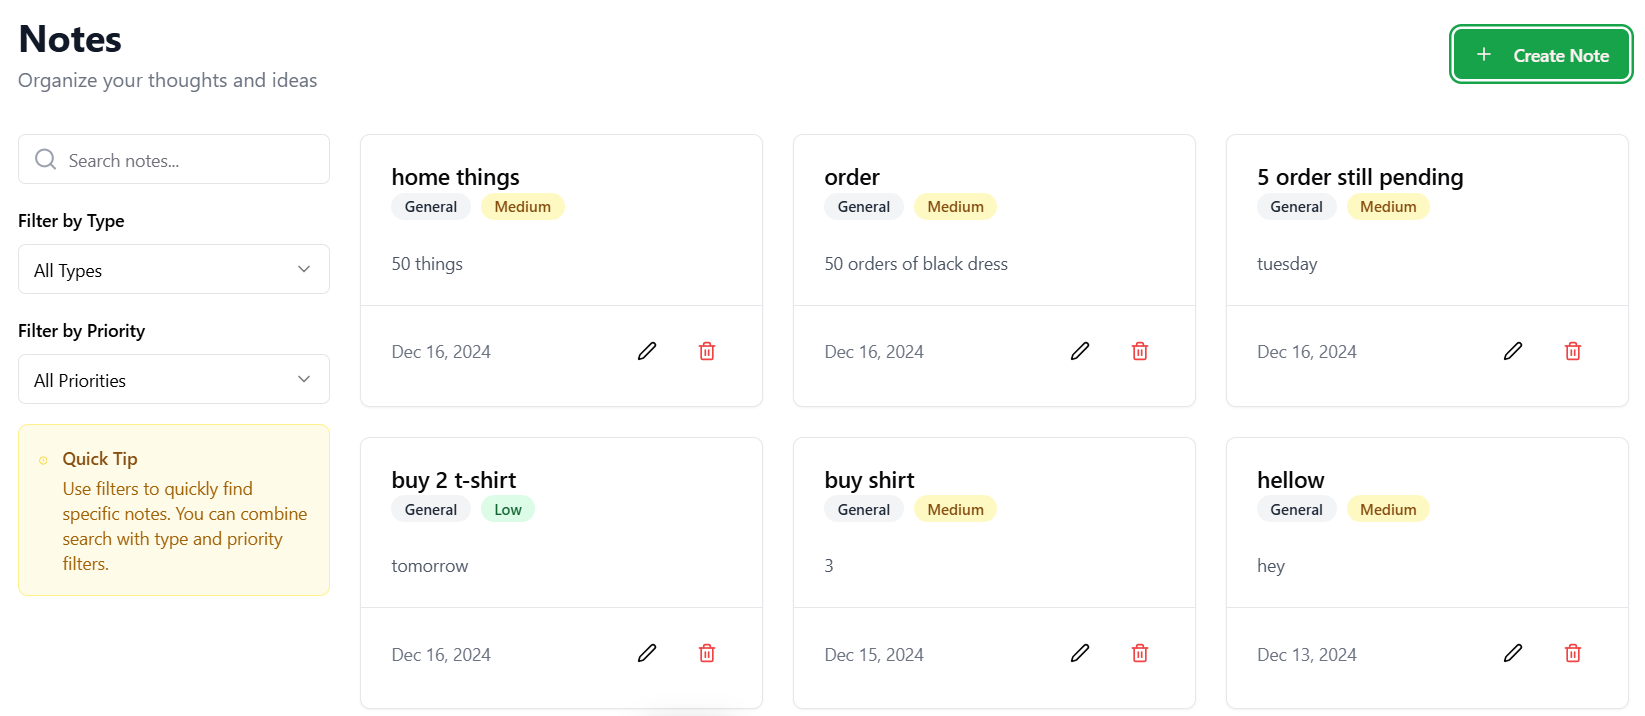 Notes
Organize your thoughts and ideas
Create Note
Search notes...
Filter by Type
All Types
Filter by Priority
All Priorities
Quick Tip
Use filters to quickly find
specific notes. You can combine
search with type and priority
filters.
home things
General Medium
50 things
Dec 16, 2024
order
General Medium
50 orders of black dress
Dec 16, 2024
5 order still pending
General Medium
tuesday
Dec 16, 2024
buy 2 t-shirt
General Low
tomorrow
Dec 16, 2024
buy shirt
General Medium
3
Dec 15, 2024
hellow
General Medium
hey
Dec 13, 2024